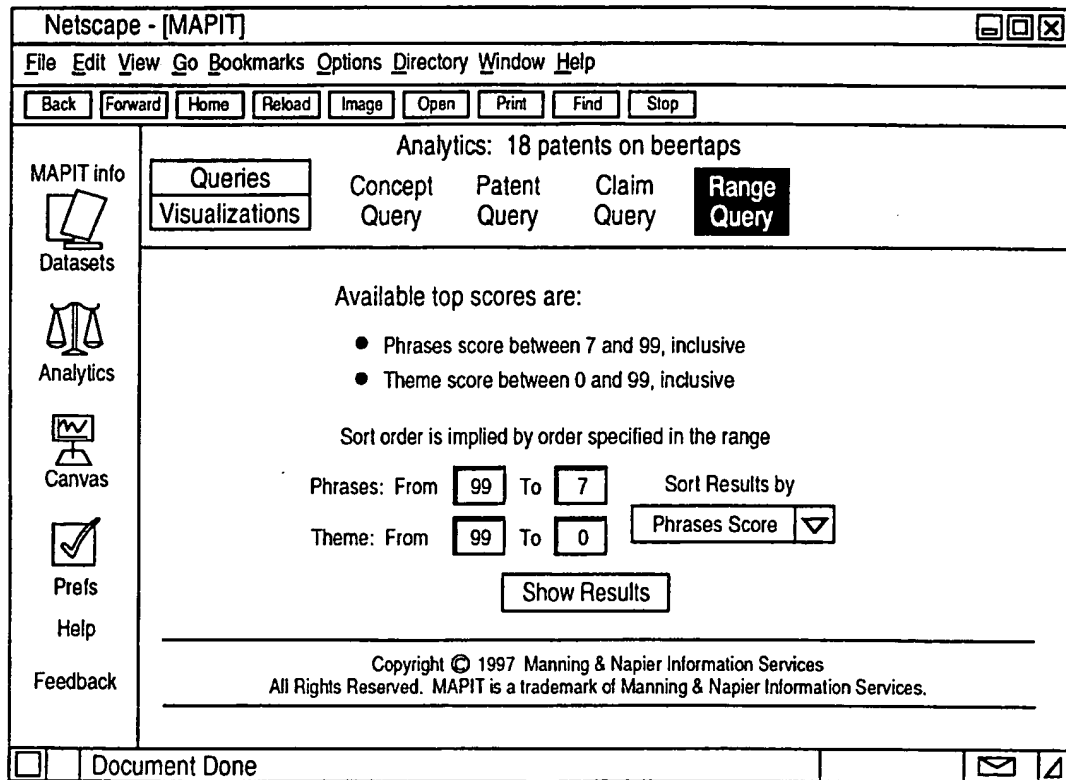 Netscape - [MAPIT]
File Edit View Go Bookmarks Options Directory Window Help
Back Forward Home Reload Image Open Print Find Stop
MAPIT info
Datasets
Analytics
Canvas
Prefs
Help
Feedback
Analytics: 18 patents on beertaps
Queries
Visualizations
Concept
Query
Patent
Query
Claim
Query
Range
Query
Available top scores are:
● Phrases score between 7 and 99, inclusive
● Theme score between 0 and 99, inclusive
Sort order is implied by order specified in the range
Phrases: From 99 To 7
Theme: From 99 To 0
Sort Results by
Phrases Score
Show Results
Copyright © 1997 Manning & Napier Information Services
All Rights Reserved. MAPIT is a trademark of Manning & Napier Information Services.
Document Done